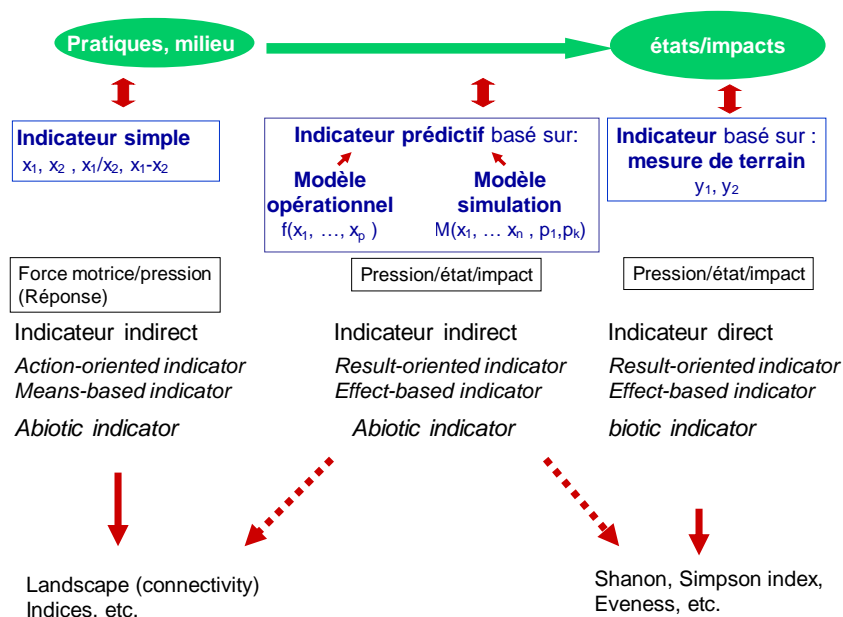 Pratiques, milieu
états/impacts
Indicateur simple
x₁, x₂ , x₁/x₂, x₁-x₂
Indicateur prédictif basé sur:
Modèle
opérationnel
f(x₁, …, xₚ )
Modèle
simulation
M(x₁, … xₙ , p₁,pₖ)
Indicateur basé sur :
mesure de terrain
y₁, y₂
Force motrice/pression
(Réponse)
Pression/état/impact
Pression/état/impact
Indicateur indirect
Action-oriented indicator
Means-based indicator
Abiotic indicator
Indicateur indirect
Result-oriented indicator
Effect-based indicator
Abiotic indicator
Indicateur direct
Result-oriented indicator
Effect-based indicator
biotic indicator
Landscape (connectivity)
Indices, etc.
Shanon, Simpson index,
Eveness, etc.